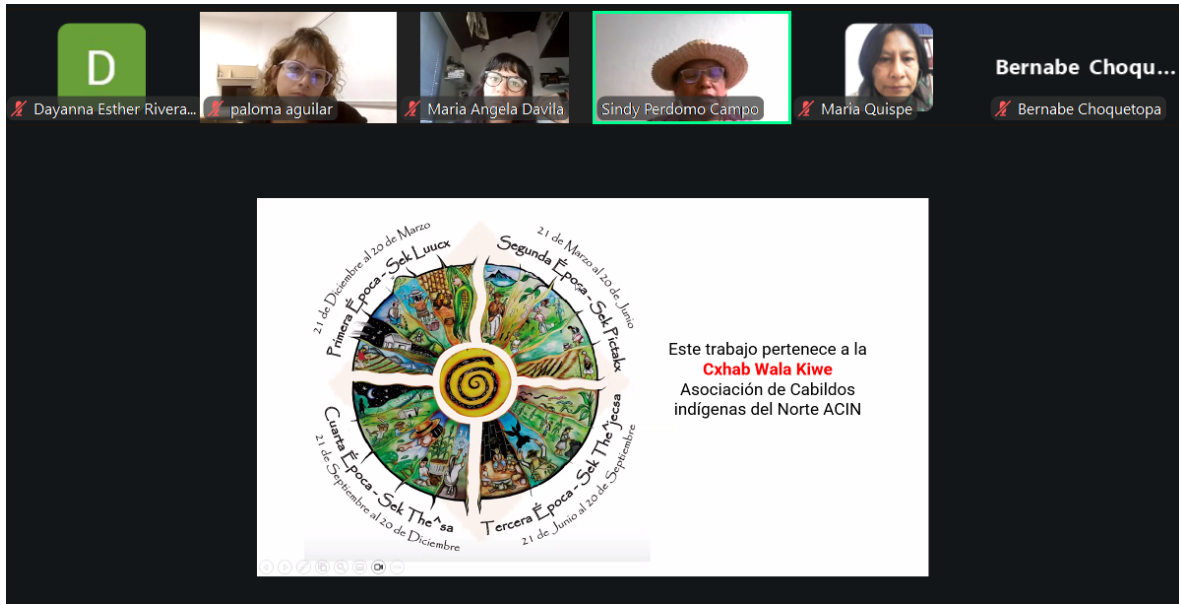 D
Dayanna Esther Rivera...
paloma aguilar
Maria Angela Davila
Sindy Perdomo Campo
Maria Quispe
Bernabe Choqu...
Bernabe Choquetopa
21 de Diciembre al 20 de Marzo
Primera Época - Sek Luucx
21 de Marzo al 20 de Junio
Segunda Época - Sek Pictakx
Cuarta Época - Sek The^sa
21 de Septiembre al 20 de Diciembre
Tercera Época - Sek The^jecsa
21 de Junio al 20 de Septiembre
Este trabajo pertenece a la
Cxhab Wala Kiwe
Asociación de Cabildos
indígenas del Norte ACIN